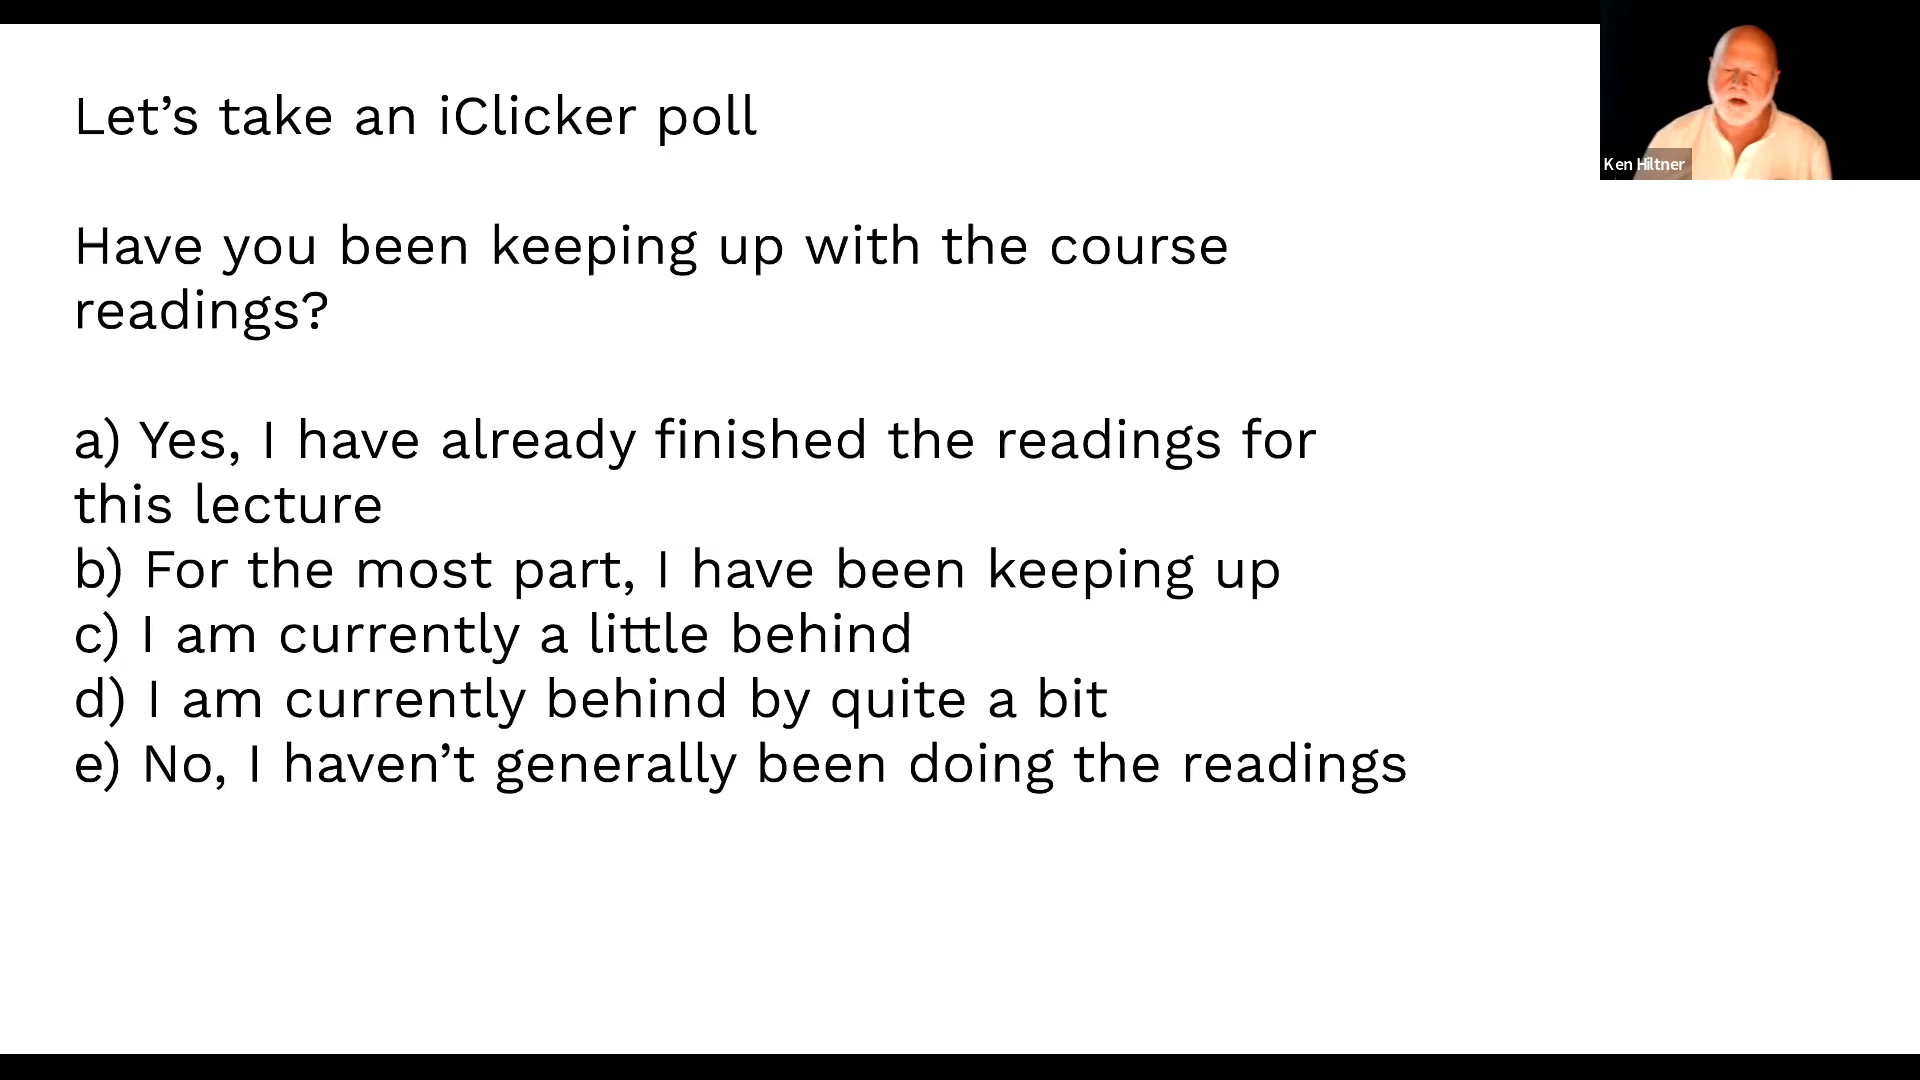 Let’s take an iClicker poll
Have you been keeping up with the course
readings?
a) Yes, I have already finished the readings for
this lecture
b) For the most part, I have been keeping up
c) I am currently a little behind
d) I am currently behind by quite a bit
e) No, I haven’t generally been doing the readings
Ken Hiltner